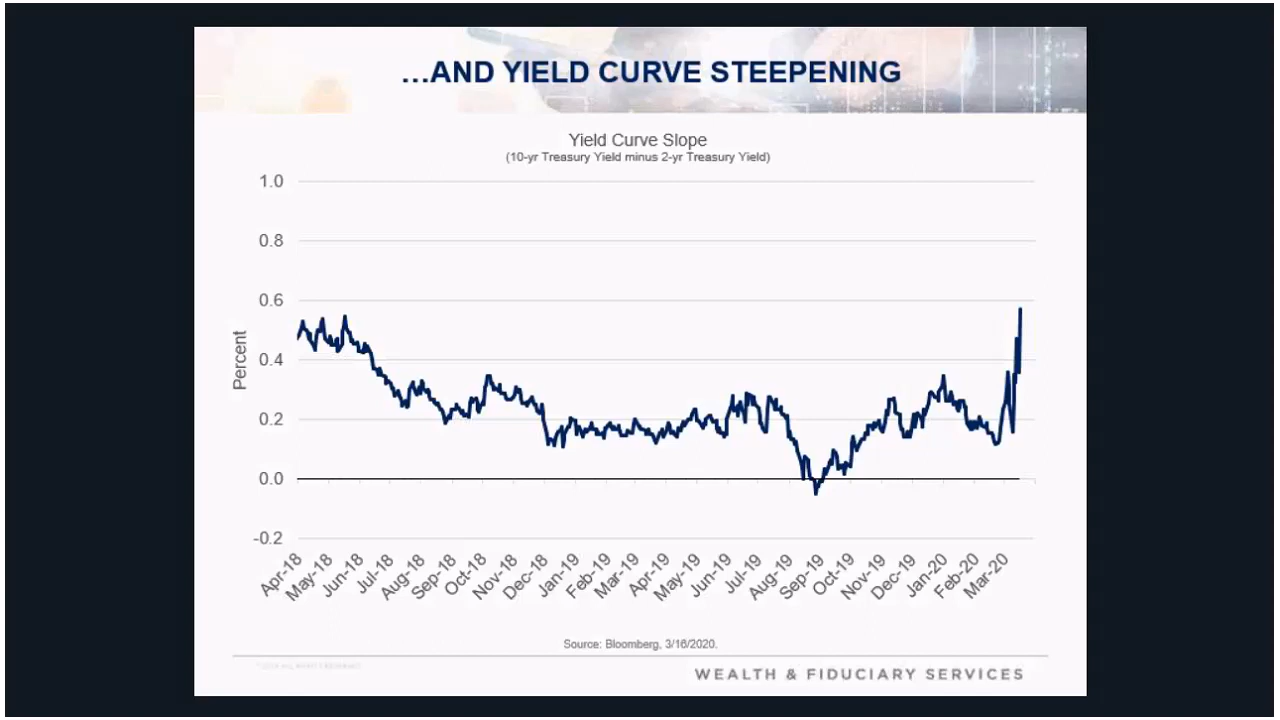 …AND YIELD CURVE STEEPENING
Yield Curve Slope
(10-yr Treasury Yield minus 2-yr Treasury Yield)
Percent
1.0
0.8
0.6
0.4
0.2
0.0
-0.2
Apr-18 May-18 Jun-18 Jul-18 Aug-18 Sep-18 Oct-18 Nov-18 Dec-18 Jan-19 Feb-19 Mar-19 Apr-19 May-19 Jun-19 Jul-19 Aug-19 Sep-19 Oct-19 Nov-19 Dec-19 Jan-20 Feb-20 Mar-20
Source: Bloomberg, 3/16/2020.
WEALTH & FIDUCIARY SERVICES